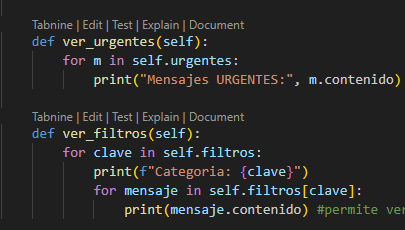 Tabnine | Edit | Test | Explain | Document
def ver_urgentes(self):
for m in self.urgentes:
print("Mensajes URGENTES:", m.contenido)
Tabnine | Edit | Test | Explain | Document
def ver_filtros(self):
for clave in self.filtros:
print(f"Categoria: {clave}")
for mensaje in self.filtros[clave]:
print(mensaje.contenido) #permite ver